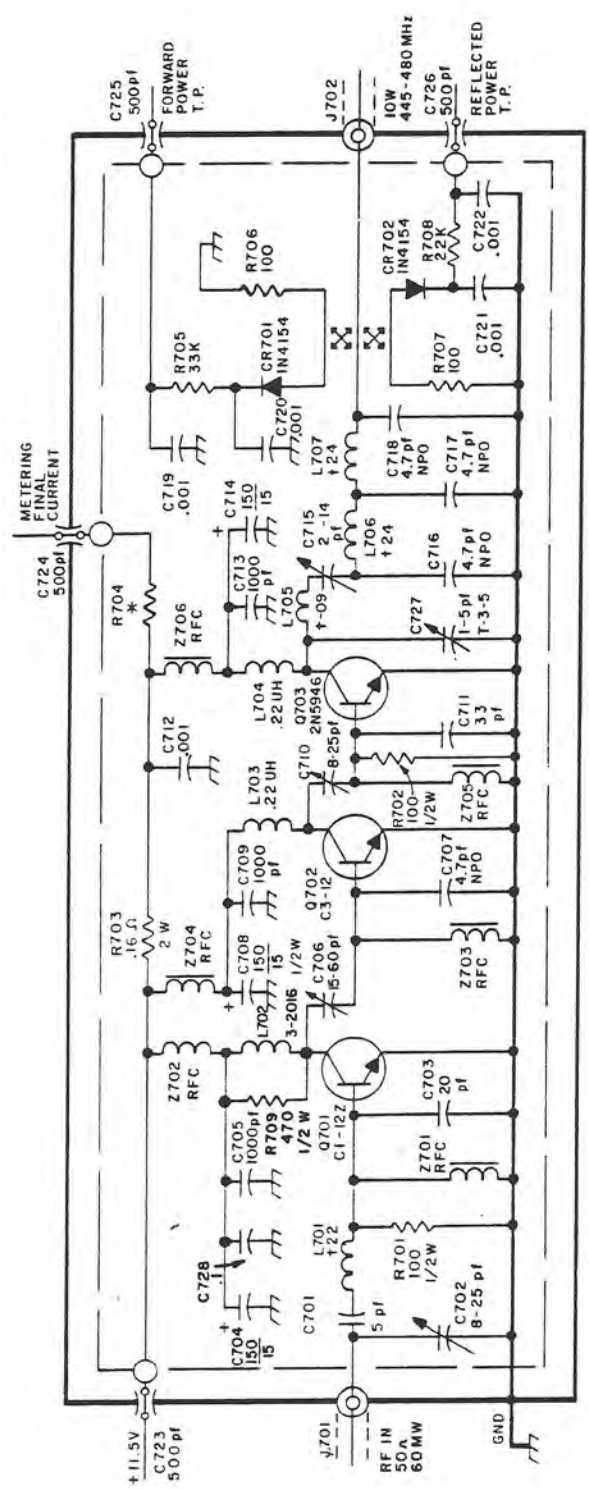 +11.5V
C723
500pf
C724
500pf
METERING
FINAL
CURRENT
C725
500pf
FORWARD
POWER
T.P.
R703
.16 Ω
2 W
R704
*
C712
.001
C719
.001
R705
33K
CR701
1N4154
C720
.001
R706
100
Z702
RFC
Z704
RFC
Z706
RFC
C704
150
15
+
C728
.1
C705
1000pf
R709
470
1/2 W
L702
3-2016
C708
150
15
+
1/2W
C709
1000
pf
L703
.22UH
L704
.22UH
C713
1000
pf
C714
150
15
+
L705
†-09
C715
2-14
pf
L706
†24
L707
†24
J701
RF IN
50Ω
60MW
C701
5 pf
L701
†22
Q701
C1-12Z
C706
15-60pf
Q702
C3-12
C710
8-25pf
Q703
2N5946
J702
10W
445-480MHz
C702
8-25 pf
R701
100
1/2W
Z701
RFC
C703
20
pf
Z703
RFC
C707
4.7pf
NPO
R702
100-
1/2W
Z705
RFC
C711
33
pf
C727
1-5pf
T-3-5
C716
4.7pf
NPO
C717
4.7pf
NPO
C718
4.7pf
NPO
R707
100
CR702
1N4154
C721
.001
R708
22K
C722
.001
C726
500pf
REFLECTED
POWER
T.P.
GND